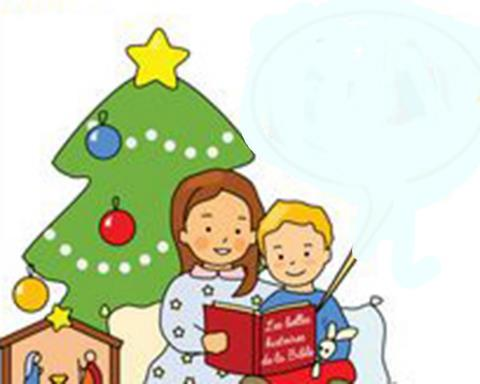 Les belles
histoires
de la Bible